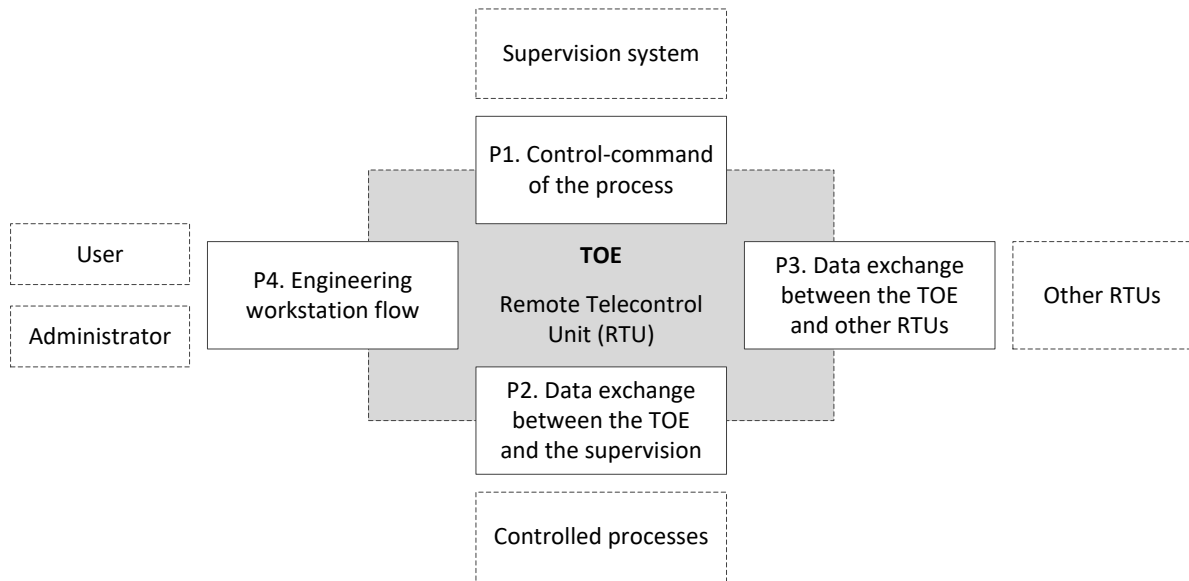 Supervision system
P1. Control-command
of the process
User
Administrator
P4. Engineering
workstation flow
TOE
Remote Telecontrol
Unit (RTU)
P3. Data exchange
between the TOE
and other RTUs
Other RTUs
P2. Data exchange
between the TOE
and the supervision
Controlled processes